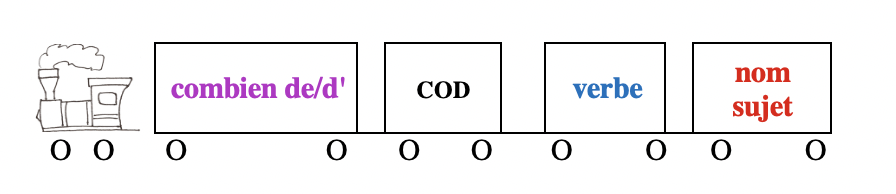 combien de/d'
COD
verbe
nom
sujet